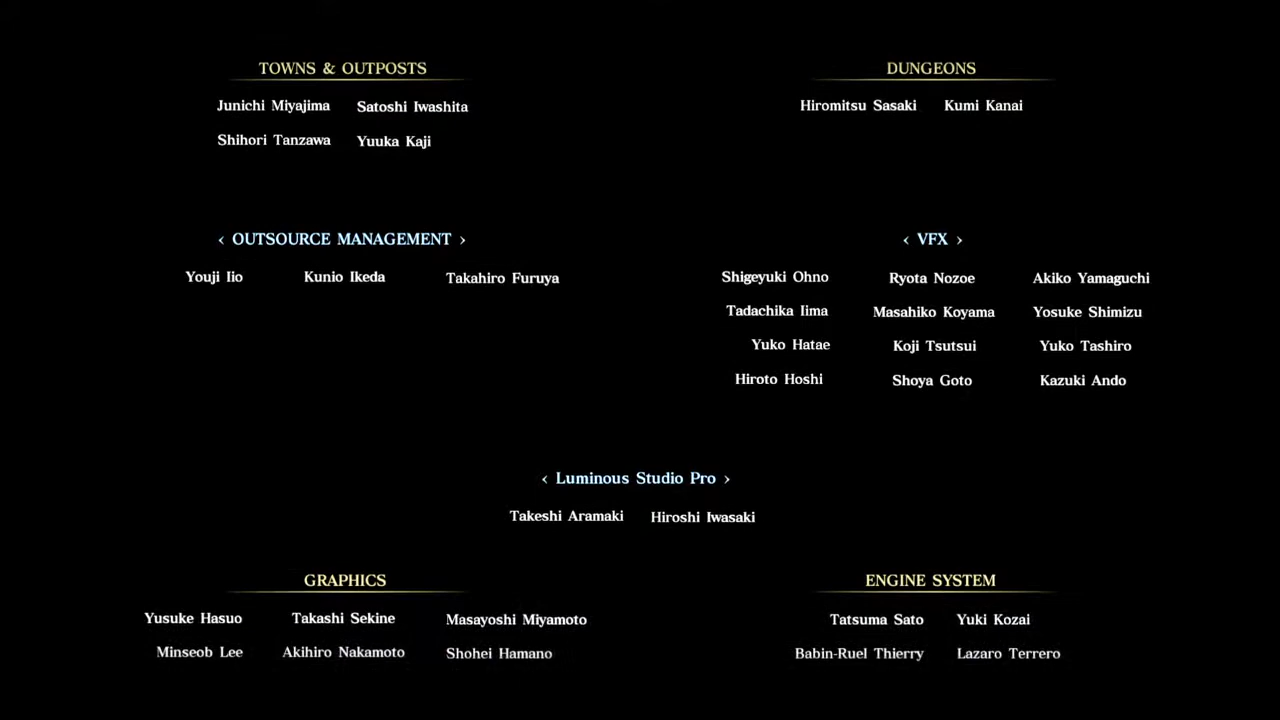 TOWNS & OUTPOSTS
Junichi Miyajima Satoshi Iwashita
Shihori Tanzawa Yuuka Kaji
DUNGEONS
Hiromitsu Sasaki Kumi Kanai
‹ OUTSOURCE MANAGEMENT ›
Youji Iio Kunio Ikeda Takahiro Furuya
‹ VFX ›
Shigeyuki Ohno Ryota Nozoe Akiko Yamaguchi
Tadachika Iima Masahiko Koyama Yosuke Shimizu
Yuko Hatae Koji Tsutsui Yuko Tashiro
Hiroto Hoshi Shoya Goto Kazuki Ando
‹ Luminous Studio Pro ›
Takeshi Aramaki Hiroshi Iwasaki
GRAPHICS
Yusuke Hasuo Takashi Sekine Masayoshi Miyamoto
Minseob Lee Akihiro Nakamoto Shohei Hamano
ENGINE SYSTEM
Tatsuma Sato Yuki Kozai
Babin-Ruel Thierry Lazaro Terrero